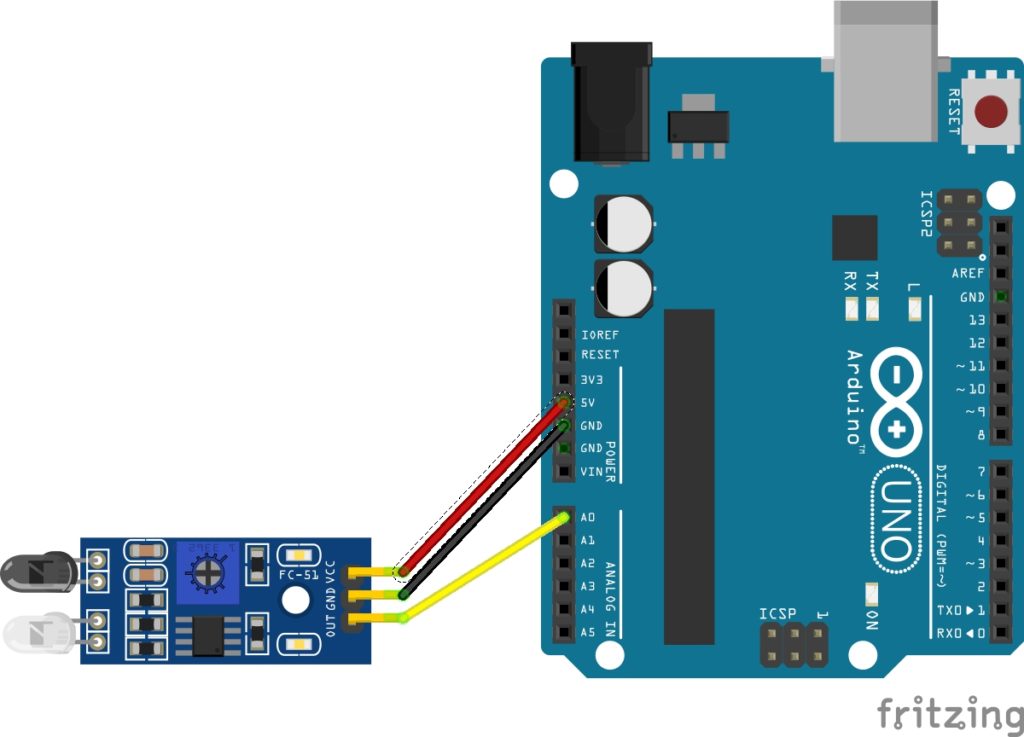 RESET
ICSP2
IOREF
RESET
3V3
5V
GND
GND
VIN
POWER
A0
A1
A2
A3
A4
A5
ANALOG IN
RX
TX
L
Arduino™
UNO
AREF
GND
13
12
~11
~10
~9
8
7
~6
~5
4
~3
2
TX0▶1
RX0◀0
DIGITAL (PWM=~)
ON
ICSP
1
T 3362
FC-51
VCC
GND
OUT
fritzing